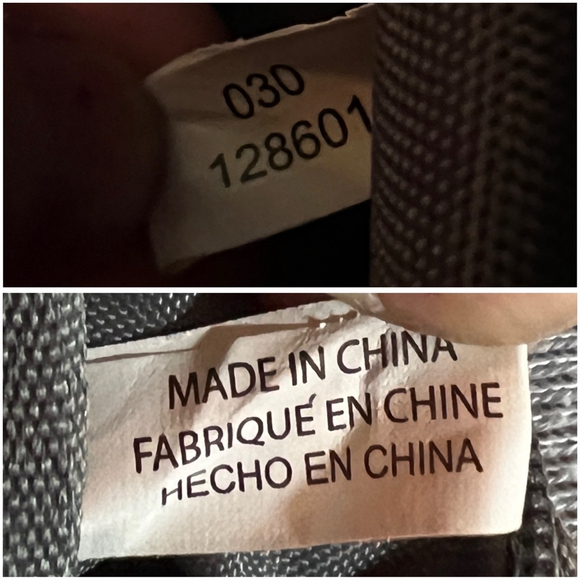 030
128601
MADE IN CHINA
FABRIQUÉ EN CHINE
HECHO EN CHINA